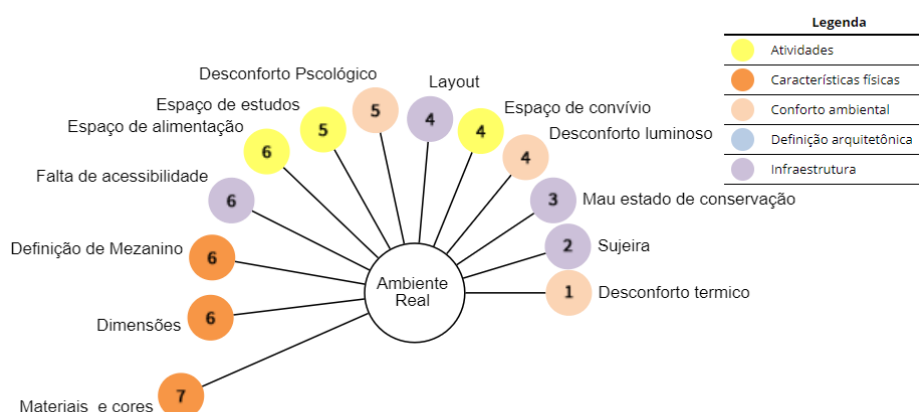 Legenda
Atividades
Características físicas
Conforto ambiental
Definição arquitetônica
Infraestrutura
Desconforto Pscológico
5
Layout
4
Espaço de estudos
5
Espaço de convívio
4
Espaço de alimentação
6
Desconforto luminoso
4
Falta de acessibilidade
6
3
Mau estado de conservação
Definição de Mezanino
6
2
Sujeira
Ambiente
Real
1
Desconforto termico
Dimensões
6
Materiais e cores
7